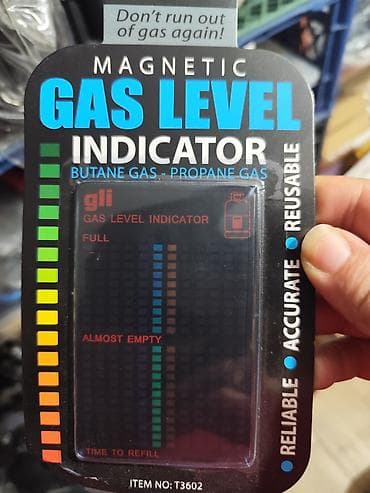 Don't run out
of gas again!
MAGNETIC
GAS LEVEL
INDICATOR
BUTANE GAS - PROPANE GAS
gli
GAS LEVEL INDICATOR
FULL
ALMOST EMPTY
TIME TO REFILL
RELIABLE • ACCURATE • REUSABLE
ITEM NO: T3602